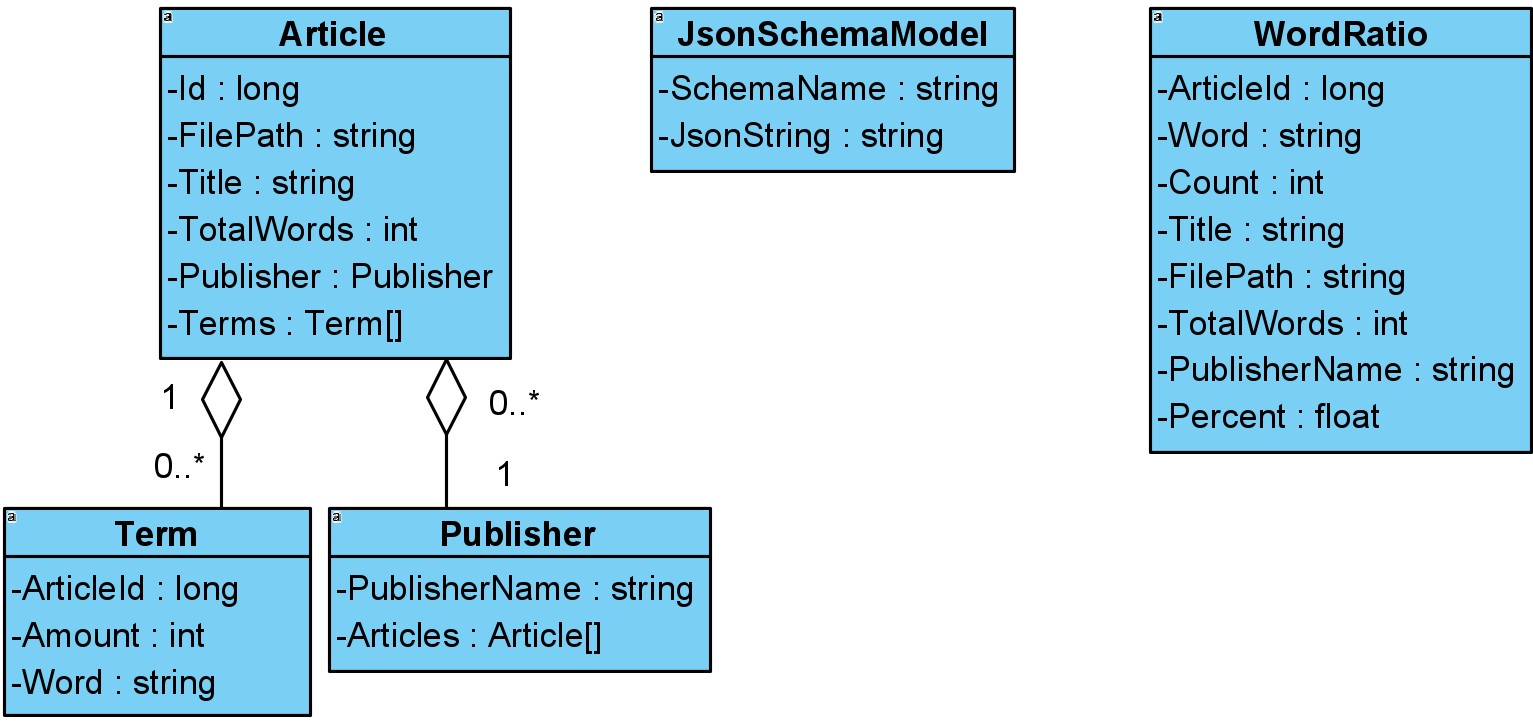 a
Article
-Id : long
-FilePath : string
-Title : string
-TotalWords : int
-Publisher : Publisher
-Terms : Term[]
a
JsonSchemaModel
-SchemaName : string
-JsonString : string
a
WordRatio
-ArticleId : long
-Word : string
-Count : int
-Title : string
-FilePath : string
-TotalWords : int
-PublisherName : string
-Percent : float
1
0..*
0..*
1
a
Term
-ArticleId : long
-Amount : int
-Word : string
a
Publisher
-PublisherName : string
-Articles : Article[]